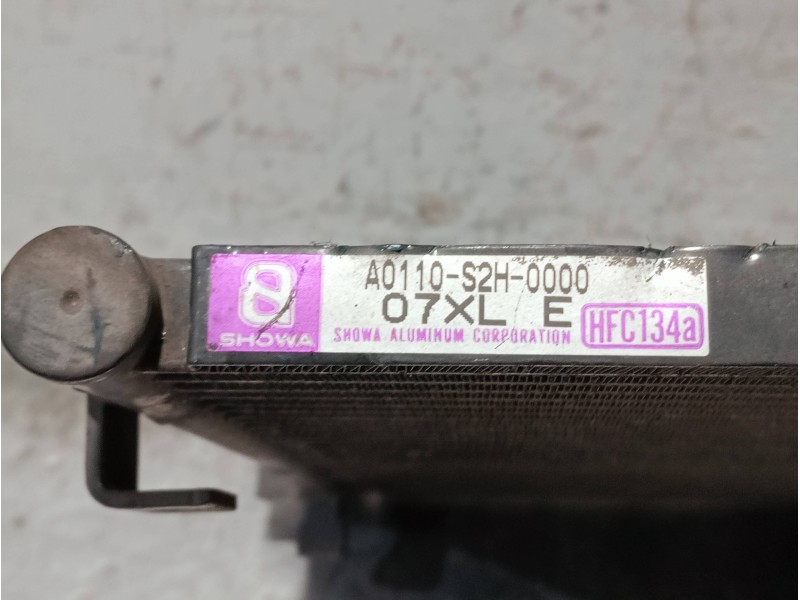 A0110-S2H-0000
07XL E
SHOWA
SHOWA ALUMINUM CORPORATION
HFC134a